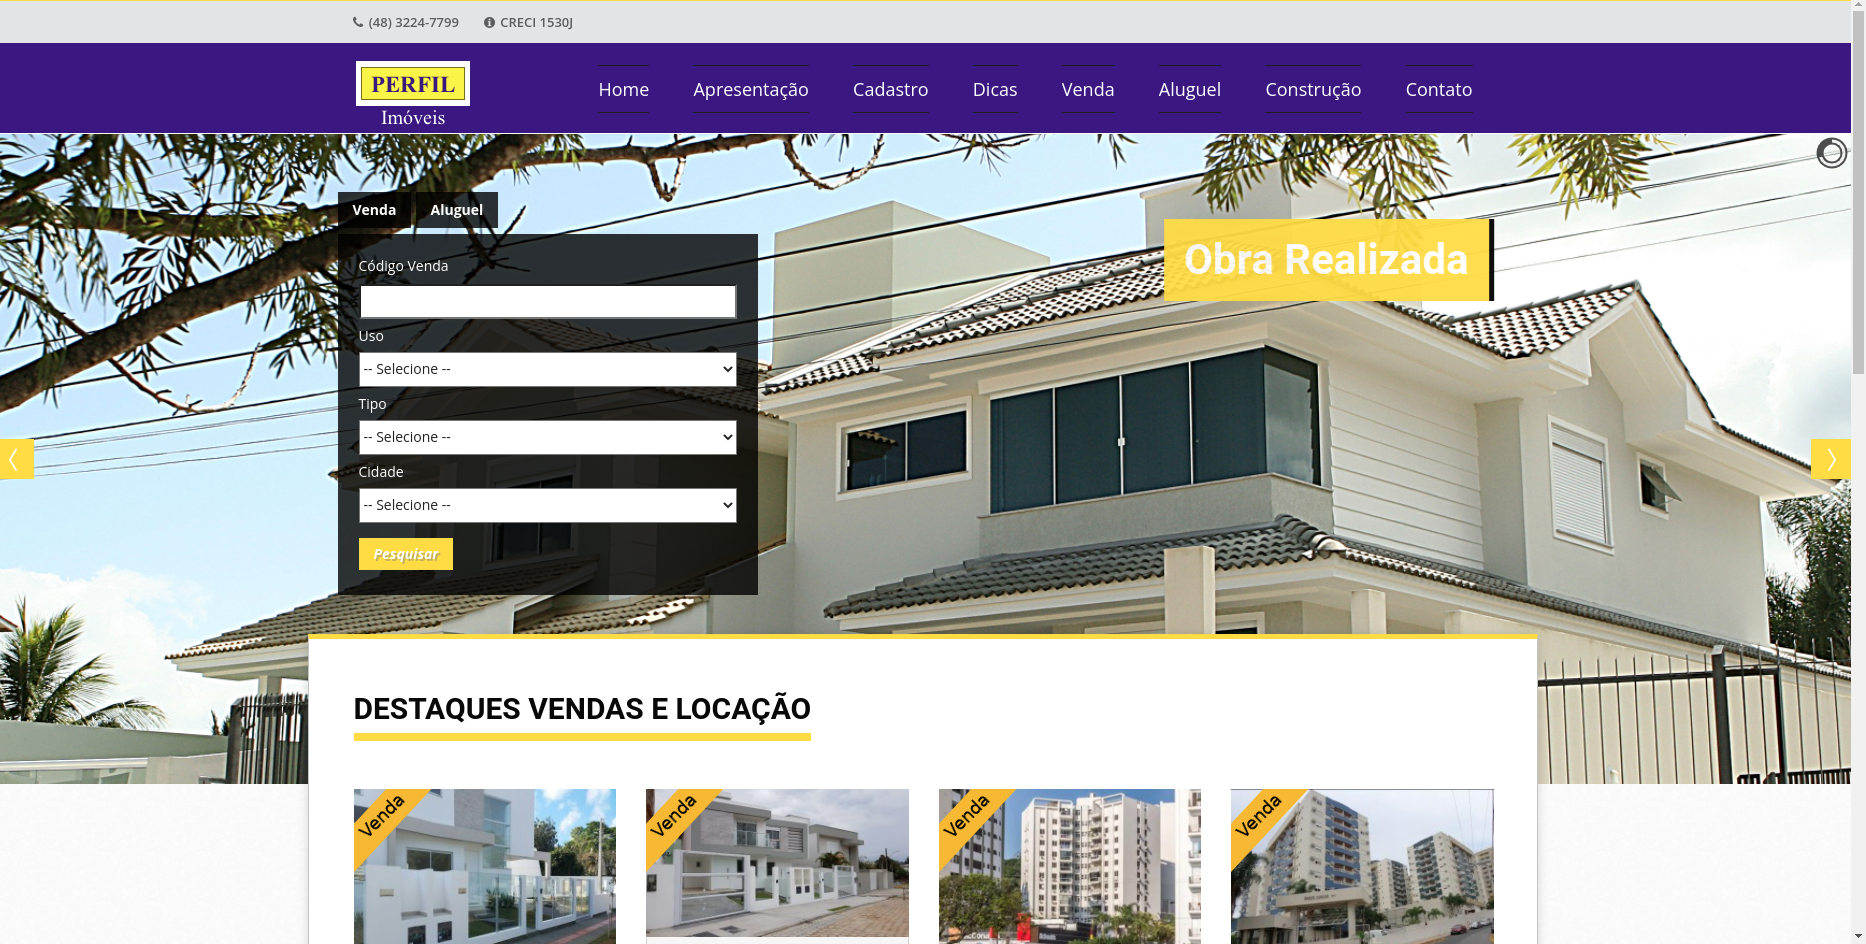 (48) 3224-7799 CRECI 1530J
PERFIL
Imóveis
Home Apresentação Cadastro Dicas Venda Aluguel Construção Contato
Venda Aluguel
Obra Realizada
Código Venda
Uso
-- Selecione --
Tipo
-- Selecione --
Cidade
-- Selecione --
Pesquisar
DESTAQUES VENDAS E LOCAÇÃO
Venda Venda Venda Venda